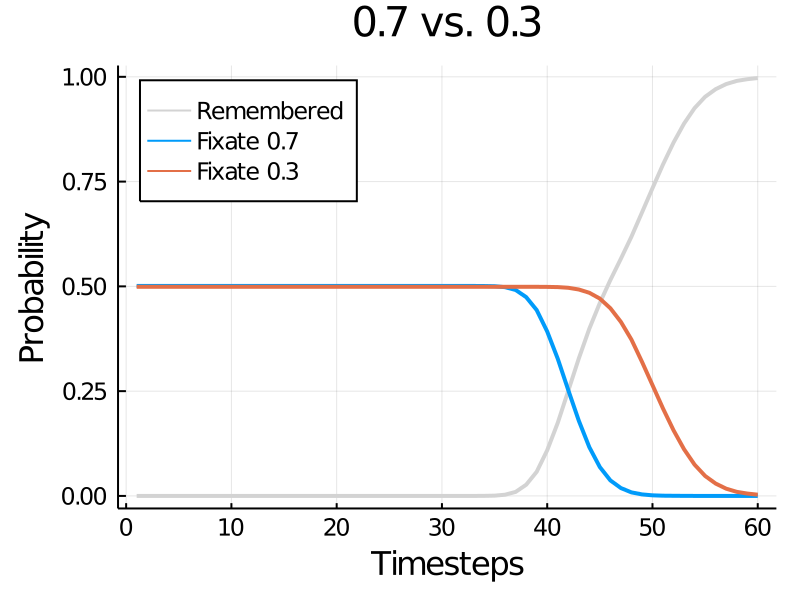 0.7 vs. 0.3
1.00
0.75
0.50
0.25
0.00
Probability
Remembered
Fixate 0.7
Fixate 0.3
0
10
20
30
40
50
60
Timesteps